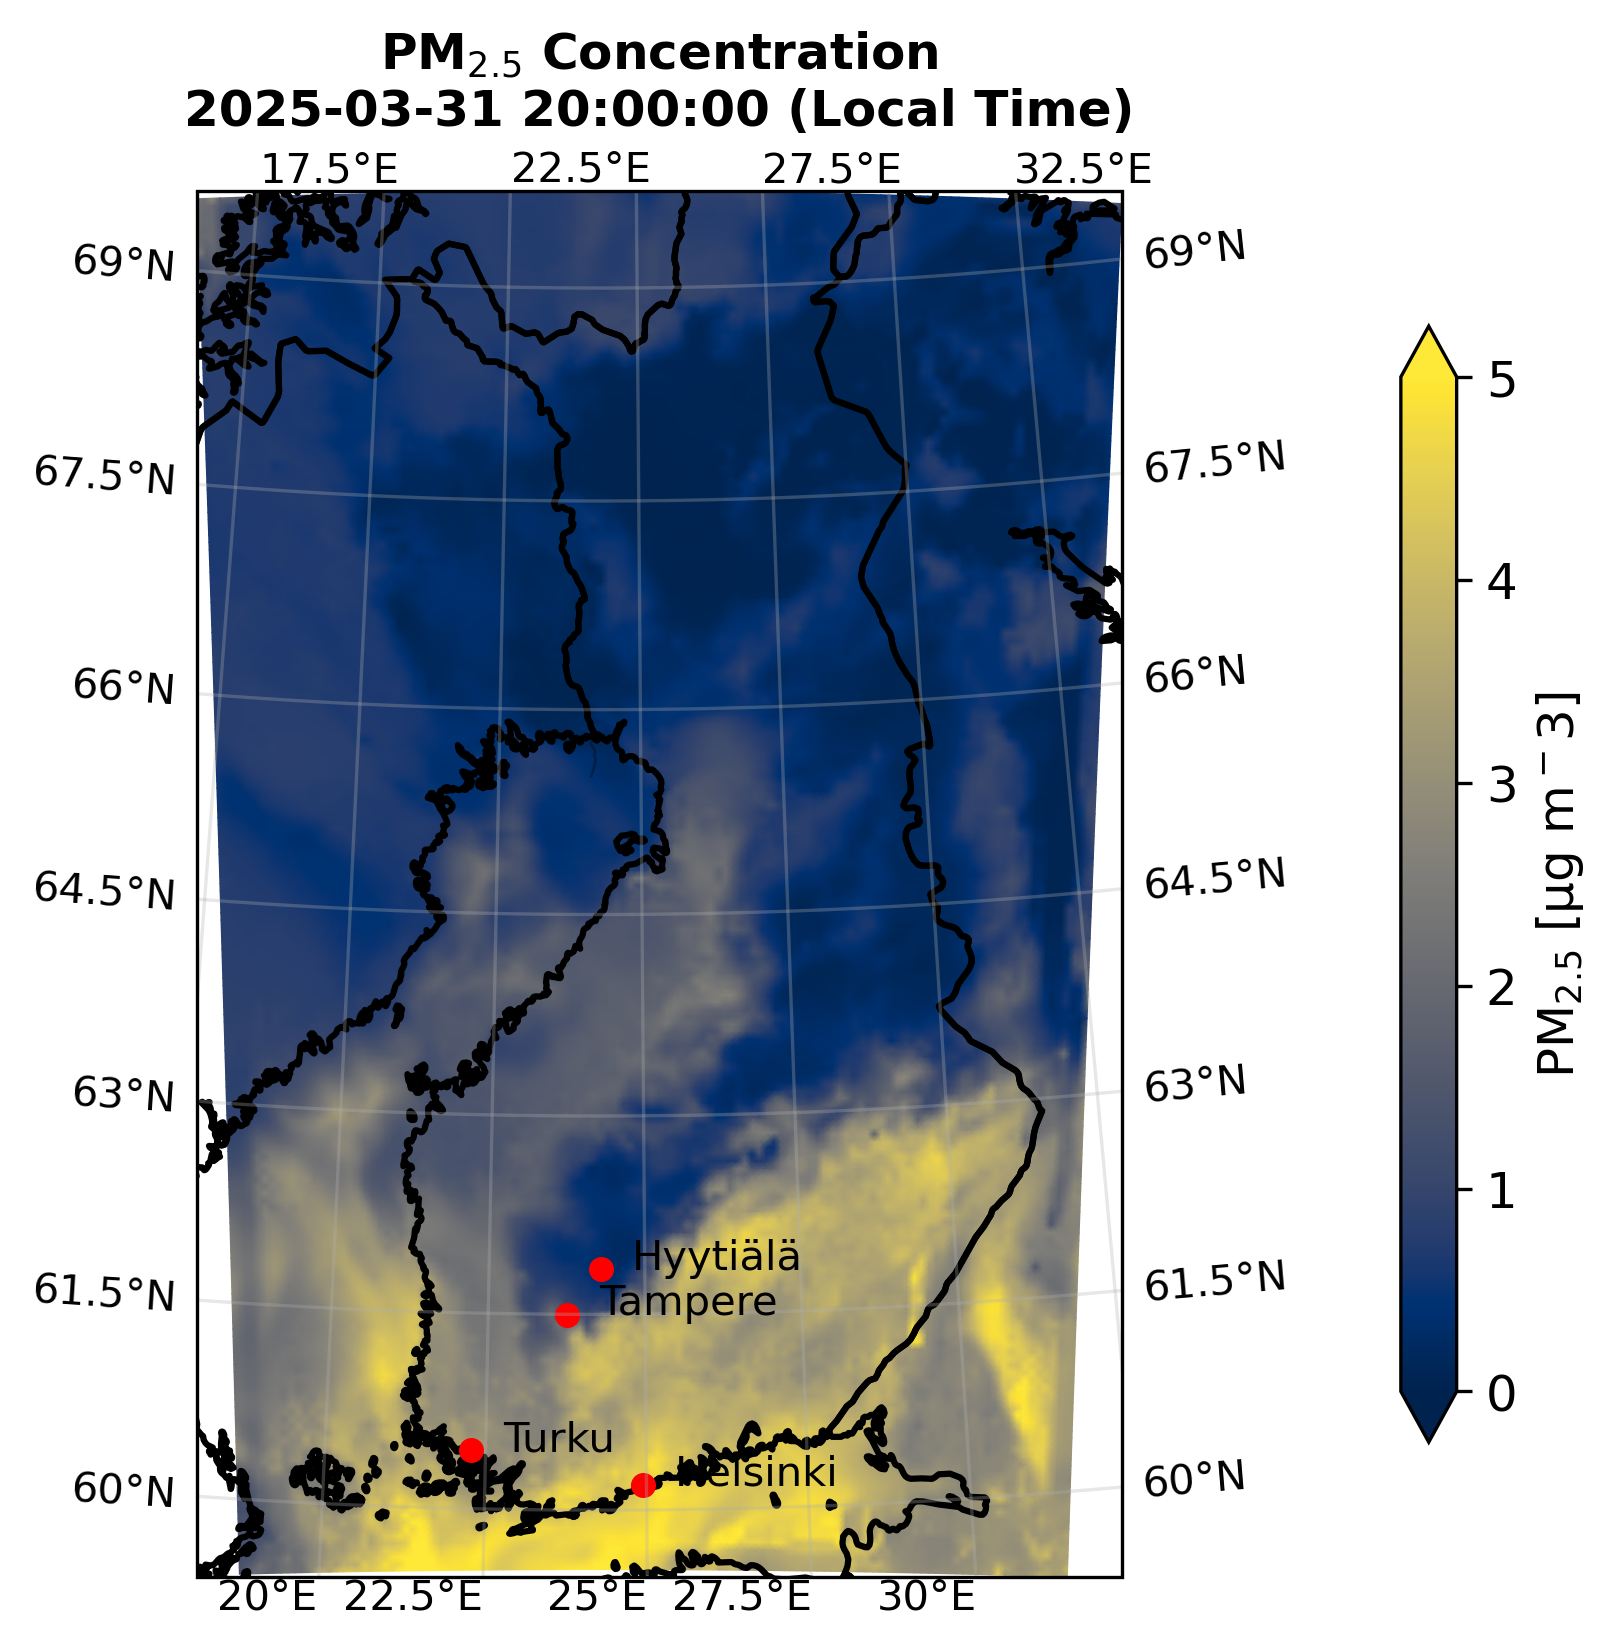 PM2.5 Concentration
2025-03-31 20:00:00 (Local Time)
17.5°E 22.5°E 27.5°E 32.5°E
69°N 69°N
67.5°N 67.5°N
66°N 66°N
64.5°N 64.5°N
63°N 63°N
61.5°N 61.5°N
60°N 60°N
Hyytiälä
Tampere
Turku
Helsinki
20°E 22.5°E 25°E 27.5°E 30°E
5
4
3
2
1
0
PM2.5 [µg m⁻3]